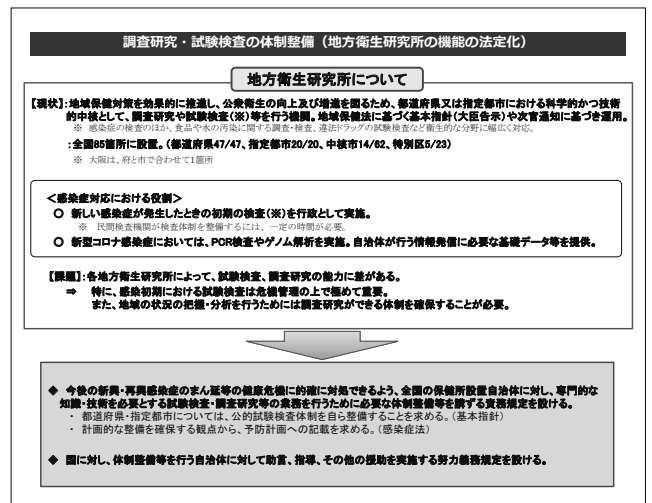 調査研究・試験検査の体制整備（地方衛生研究所の機能の法定化）
地方衛生研究所について
【現状】：地域保健対策を効果的に推進し、公衆衛生の向上及び増進を図るため、都道府県又は指定都市における科学的かつ技術
的中核として、調査研究や試験検査（※）等を行う機関。地域保健法に基づく基本指針（大臣告示）や次官通知に基づき運用。
※ 感染症の検査のほか、食品や水の汚染に関する調査・検査、違法ドラッグの試験検査など衛生的な分野に幅広く対応。
：全国85箇所に設置。（都道府県47/47、指定都市20/20、中核市14/62、特別区5/23）
※ 大阪は、府と市で合わせて1箇所
＜感染症対応における役割＞
○ 新しい感染症が発生したときの初期の検査（※）を行政として実施。
※ 民間検査機関が検査体制を整備するには、一定の時間が必要。
○ 新型コロナ感染症においては、PCR検査やゲノム解析を実施。自治体が行う情報発信に必要な基礎データ等を提供。
【課題】：各地方衛生研究所によって、試験検査、調査研究の能力に差がある。
⇒ 特に、感染初期における試験検査は危機管理の上で極めて重要。
また、地域の状況の把握・分析を行うためには調査研究ができる体制を確保することが必要。
◆ 今後の新興・再興感染症のまん延等の健康危機に的確に対処できるよう、全国の保健所設置自治体に対し、専門的な
知識・技術を必要とする試験検査・調査研究等の業務を行うために必要な体制整備等を講ずる責務規定を設ける。
・ 都道府県・指定都市については、公的試験検査体制を自ら整備することを求める。（基本指針）
・ 計画的な整備を確保する観点から、予防計画への記載を求める。（感染症法）
◆ 国に対し、体制整備等を行う自治体に対して助言、指導、その他の援助を実施する努力義務規定を設ける。